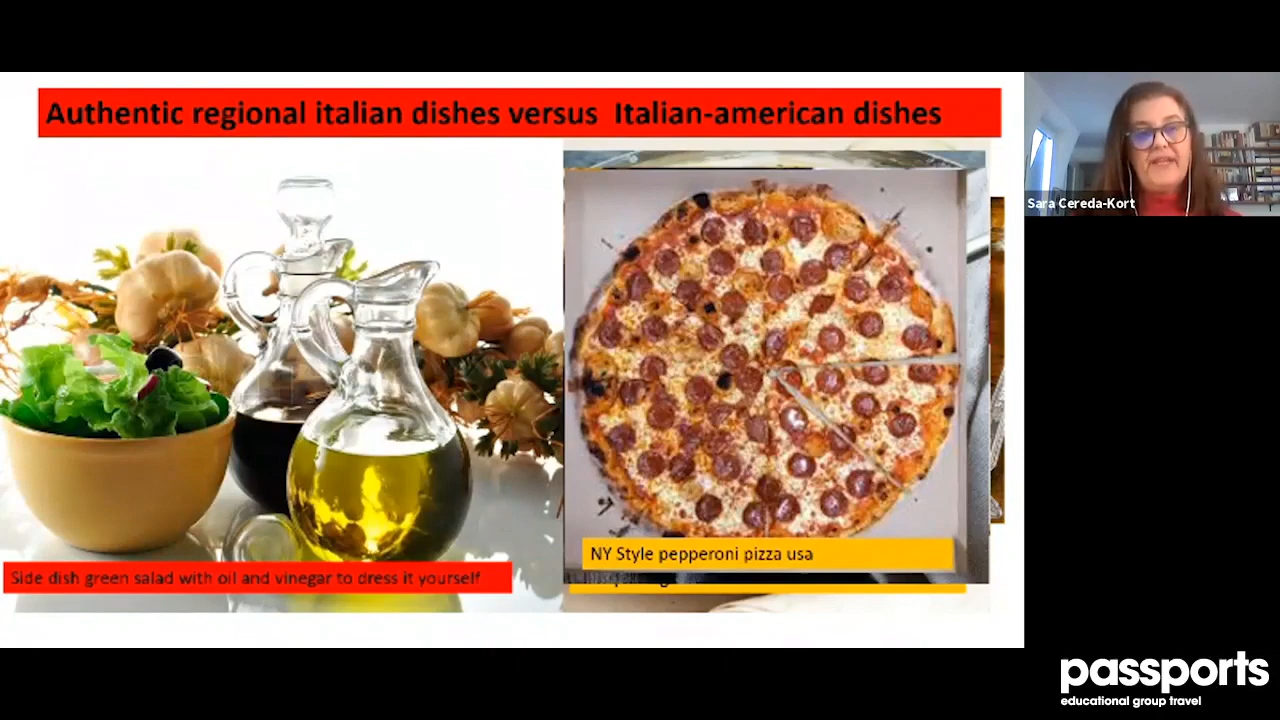 Authentic regional italian dishes versus Italian-american dishes
Sara Cereda-Kort
NY Style pepperoni pizza usa
Side dish green salad with oil and vinegar to dress it yourself
passports
educational group travel